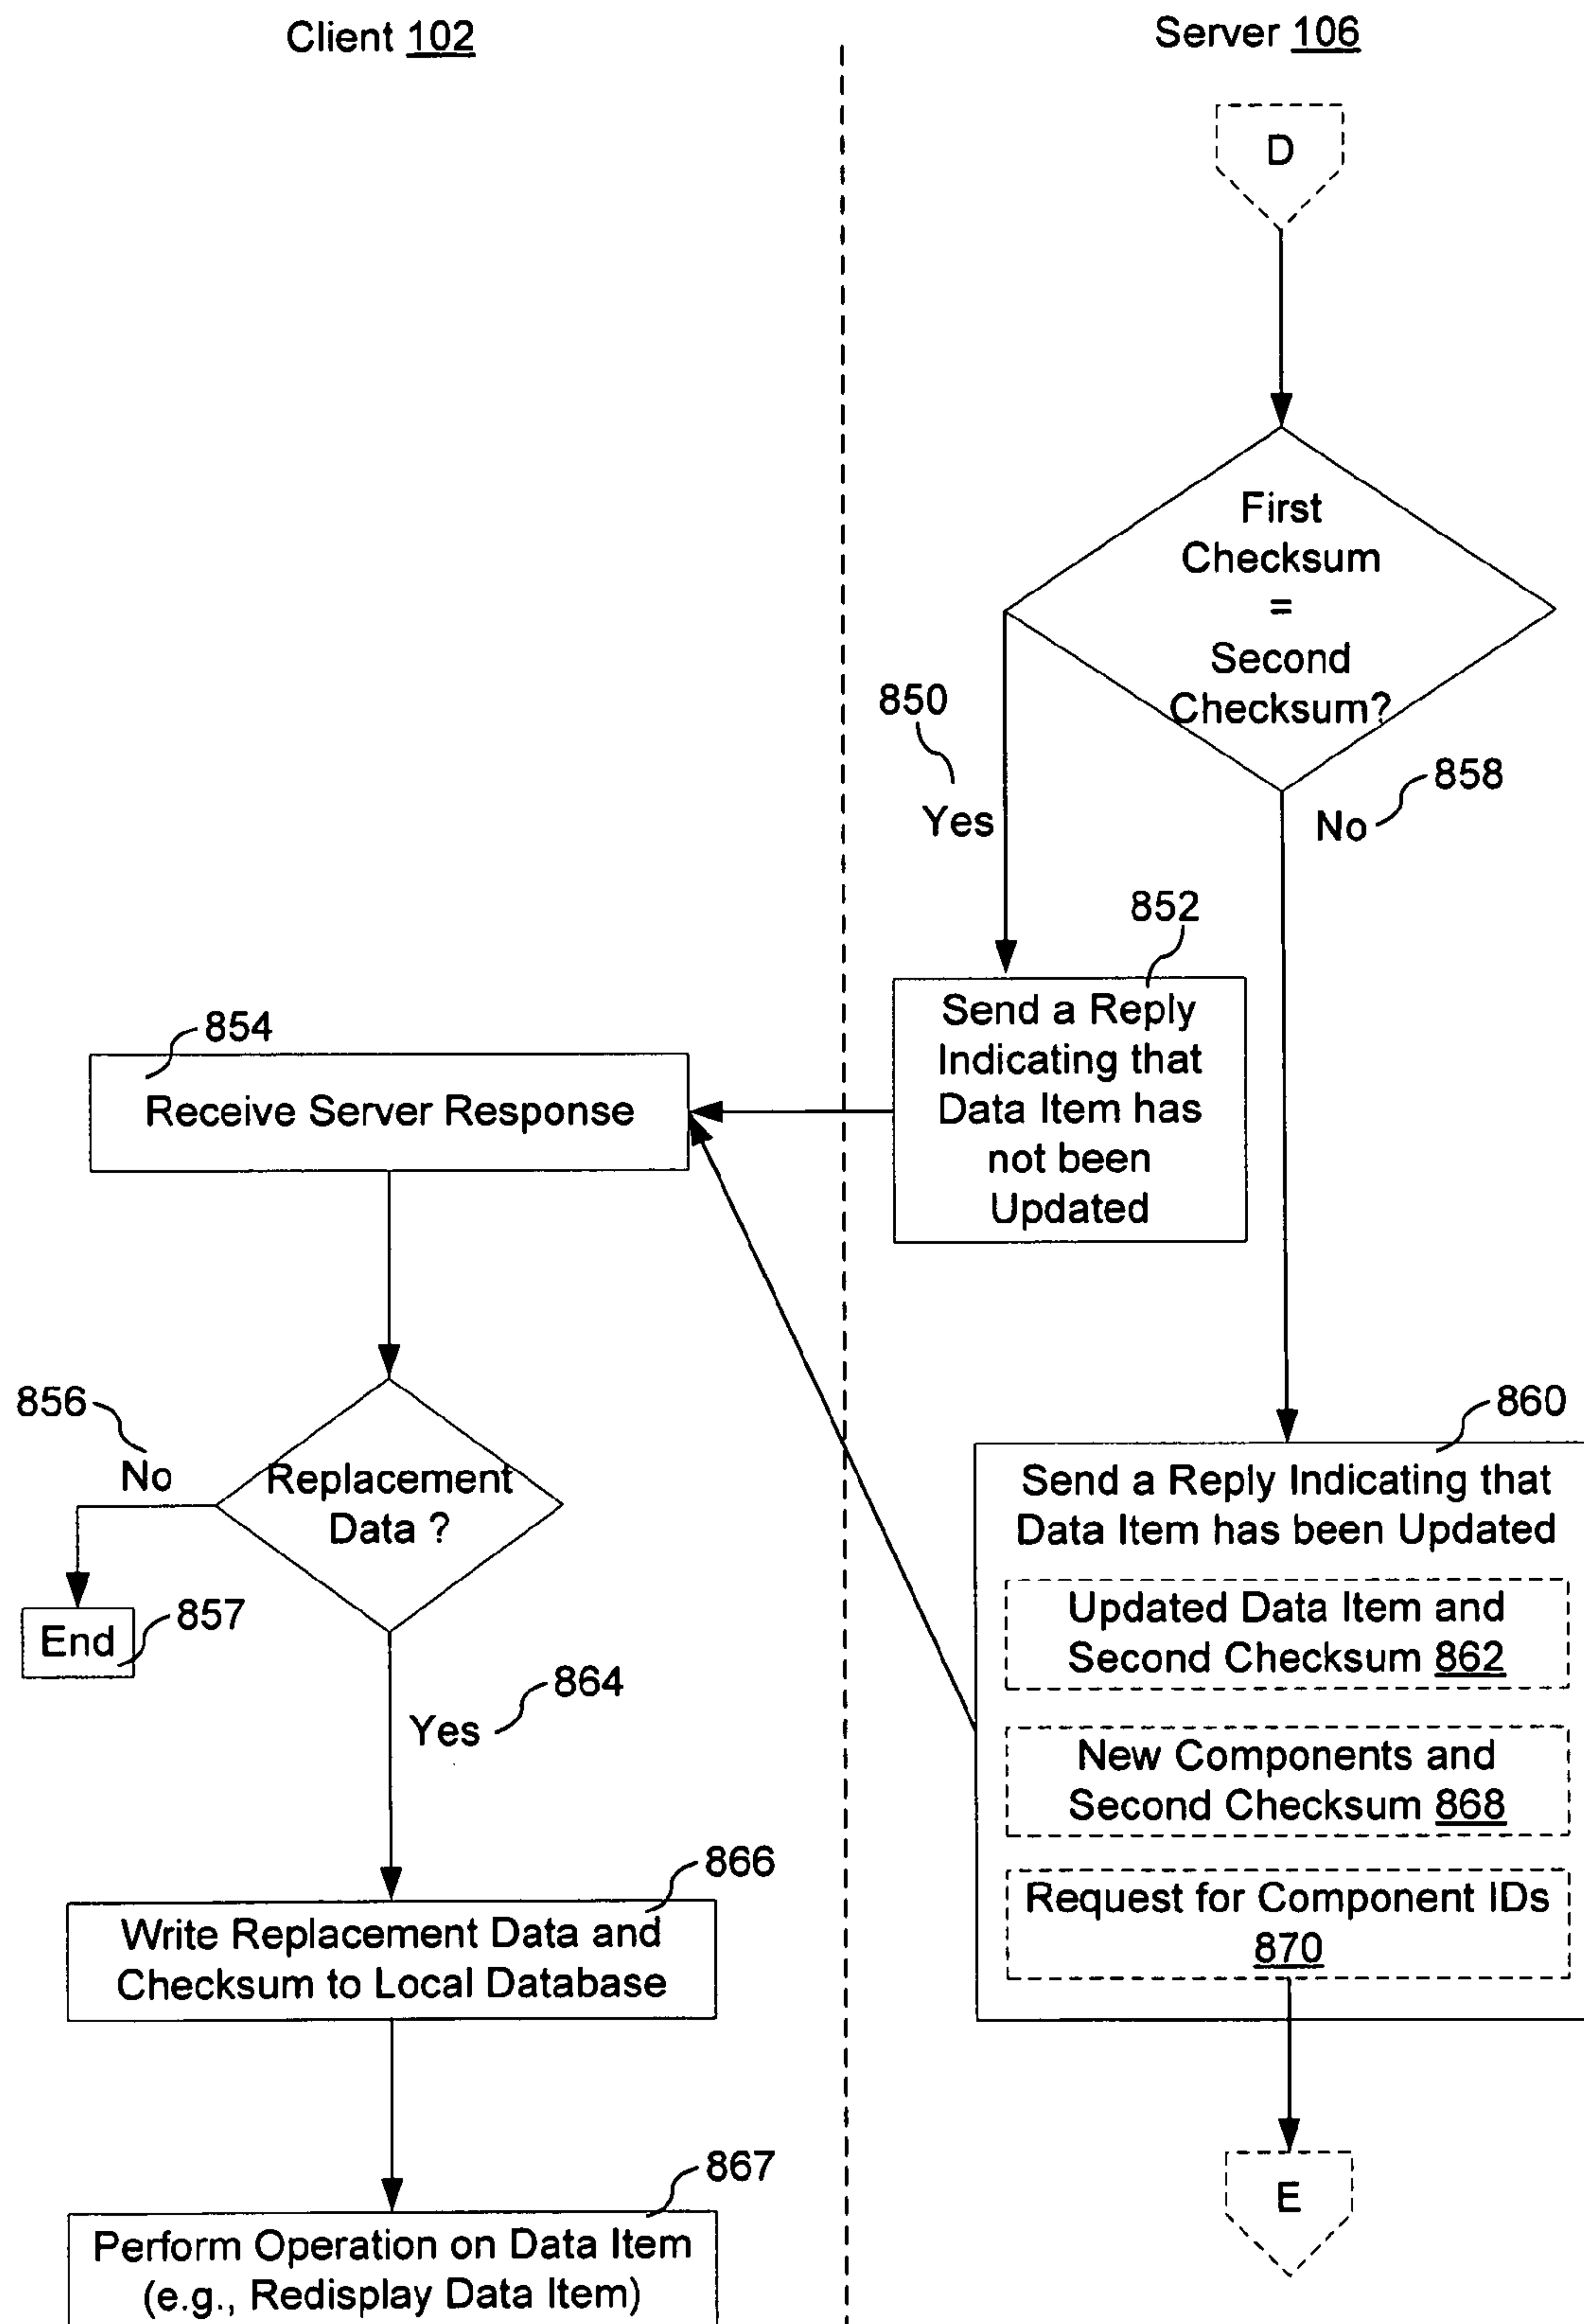 Client 102
Server 106
D
First
Checksum
=
Second
Checksum?
850
Yes
858
No
852
Send a Reply
Indicating that
Data Item has
not been
Updated
854
Receive Server Response
856
No
Replacement
Data ?
857
End
864
Yes
860
Send a Reply Indicating that
Data Item has been Updated
Updated Data Item and
Second Checksum 862
New Components and
Second Checksum 868
Request for Component IDs
870
866
Write Replacement Data and
Checksum to Local Database
867
Perform Operation on Data Item
(e.g., Redisplay Data Item)
E